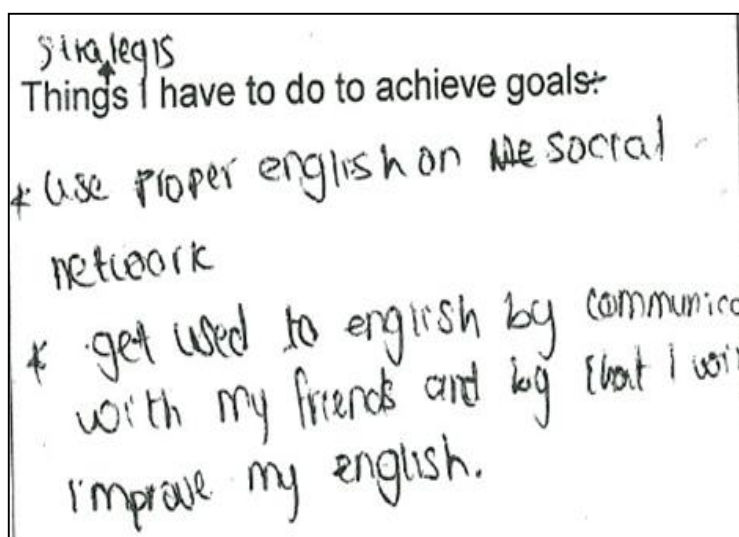 strategis
Things I have to do to achieve goals:
* use proper english on social
network
* get used to english by communica
with my friends and by that I wi
improve my english.